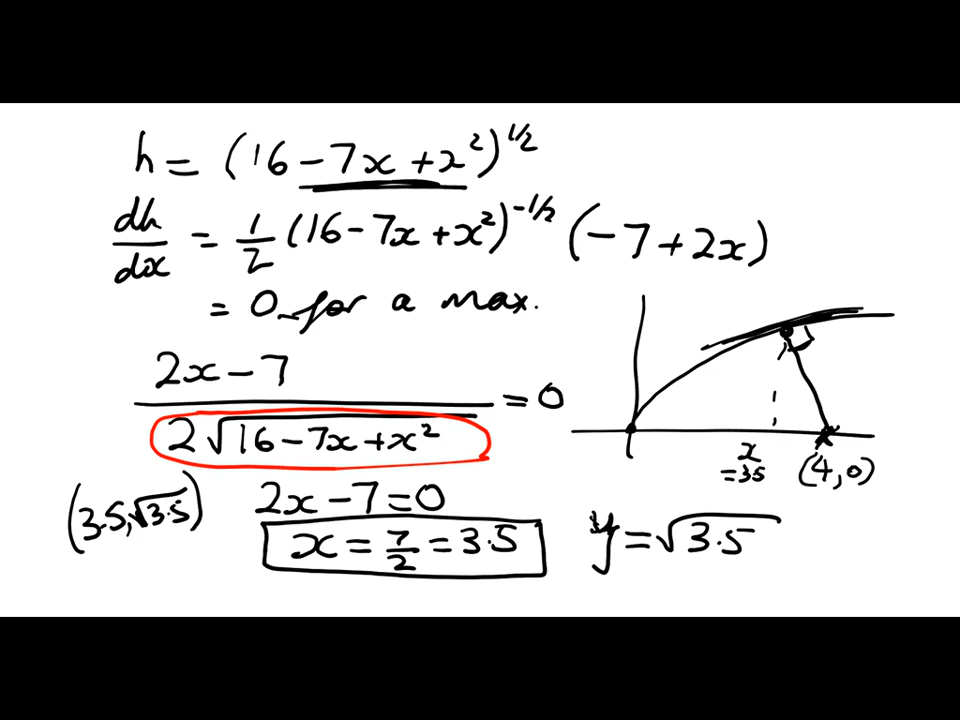 h = (16 - 7x + x²)^1/2
dh/dx = 1/2 (16 - 7x + x²)^-1/2 (-7 + 2x)
= 0 for a max.
2x - 7 / 2√16 - 7x + x² = 0
x = 3.5
(4, 0)
(3.5, √3.5)
2x - 7 = 0
x = 7/2 = 3.5
y = √3.5